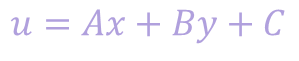 u = Ax + By + C